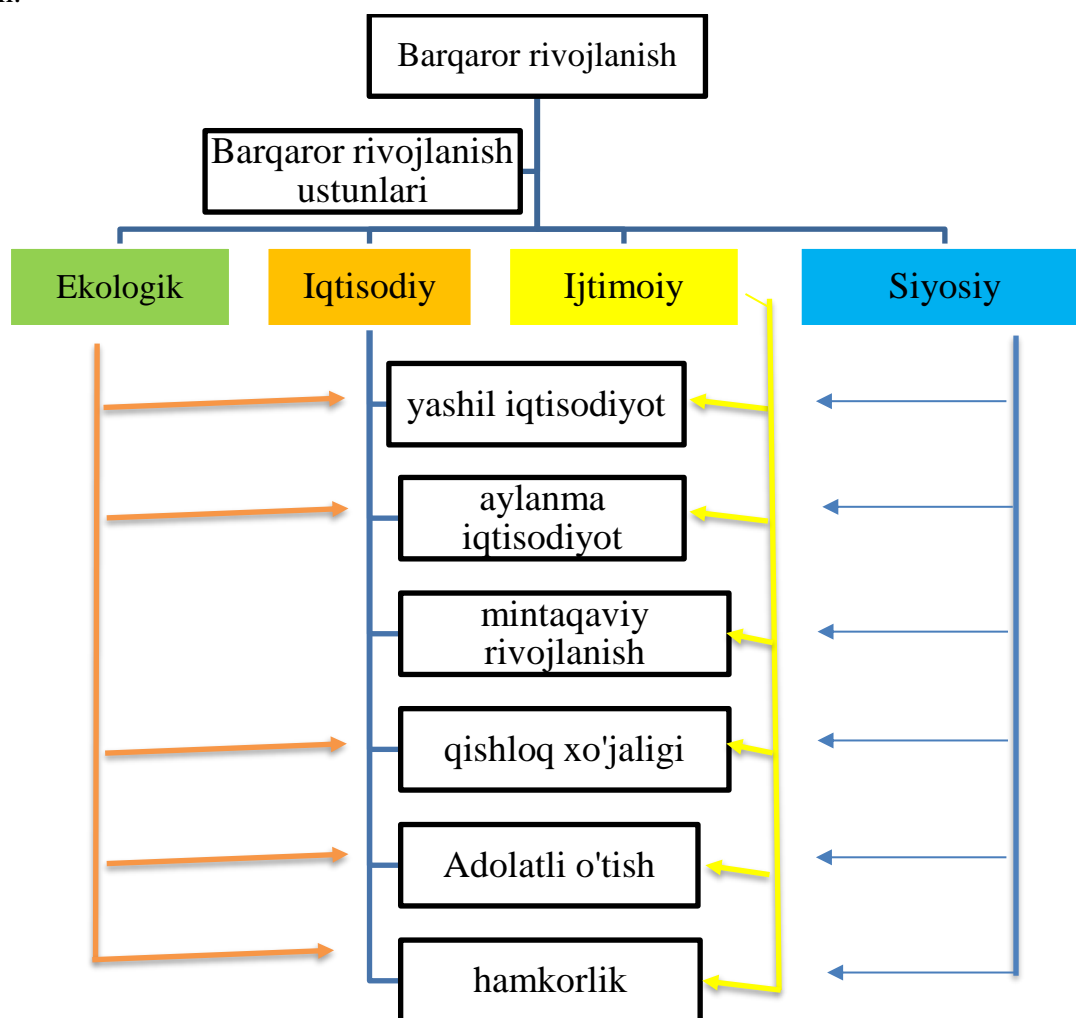 Barqaror rivojlanish
Barqaror rivojlanish
ustunlari
Ekologik
Iqtisodiy
Ijtimoiy
Siyosiy
yashil iqtisodiyot
aylanma
iqtisodiyot
mintaqaviy
rivojlanish
qishloq xo'jaligi
Adolatli o'tish
hamkorlik